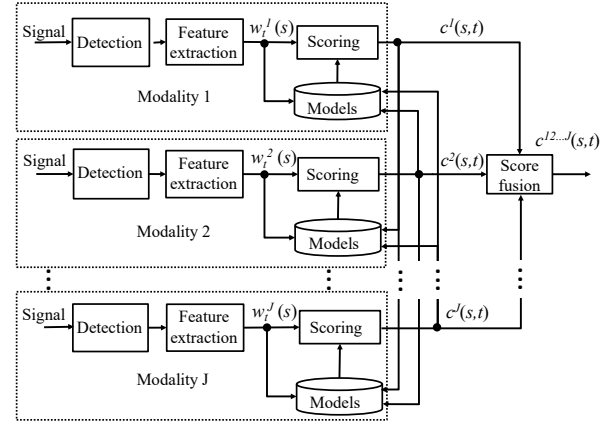 Signal
Detection
Feature
extraction
w_t^1(s)
Scoring
Models
Modality 1
c^1(s,t)
Signal
Detection
Feature
extraction
w_t^2(s)
Scoring
Models
Modality 2
c^2(s,t)
Score
fusion
c^{12...J}(s,t)
Signal
Detection
Feature
extraction
w_t^J(s)
Scoring
Models
Modality J
c^J(s,t)